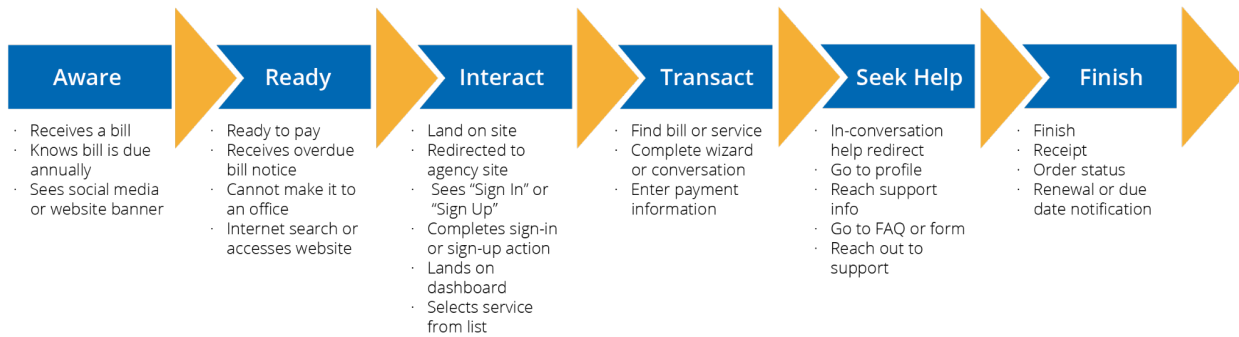 Aware
· Receives a bill
· Knows bill is due
annually
· Sees social media
or website banner
Ready
· Ready to pay
· Receives overdue
bill notice
· Cannot make it to
an office
· Internet search or
accesses website
Interact
· Land on site
· Redirected to
agency site
· Sees “Sign In” or
“Sign Up”
· Completes sign-in
or sign-up action
· Lands on
dashboard
· Selects service
from list
Transact
· Find bill or service
· Complete wizard
or conversation
· Enter payment
information
Seek Help
· In-conversation
help redirect
· Go to profile
· Reach support
info
· Go to FAQ or form
· Reach out to
support
Finish
· Finish
· Receipt
· Order status
· Renewal or due
date notification